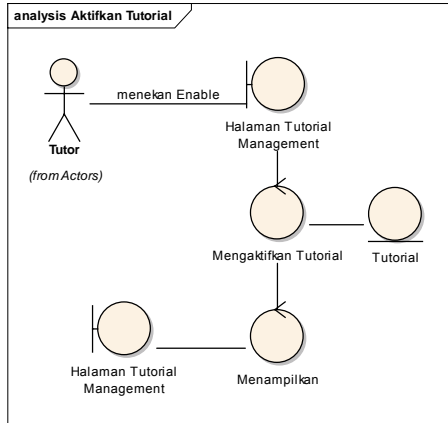 analysis Aktifkan Tutorial
menekan Enable
Halaman Tutorial
Management
Tutor
(from Actors)
Mengaktifkan Tutorial
Tutorial
Halaman Tutorial
Management
Menampilkan